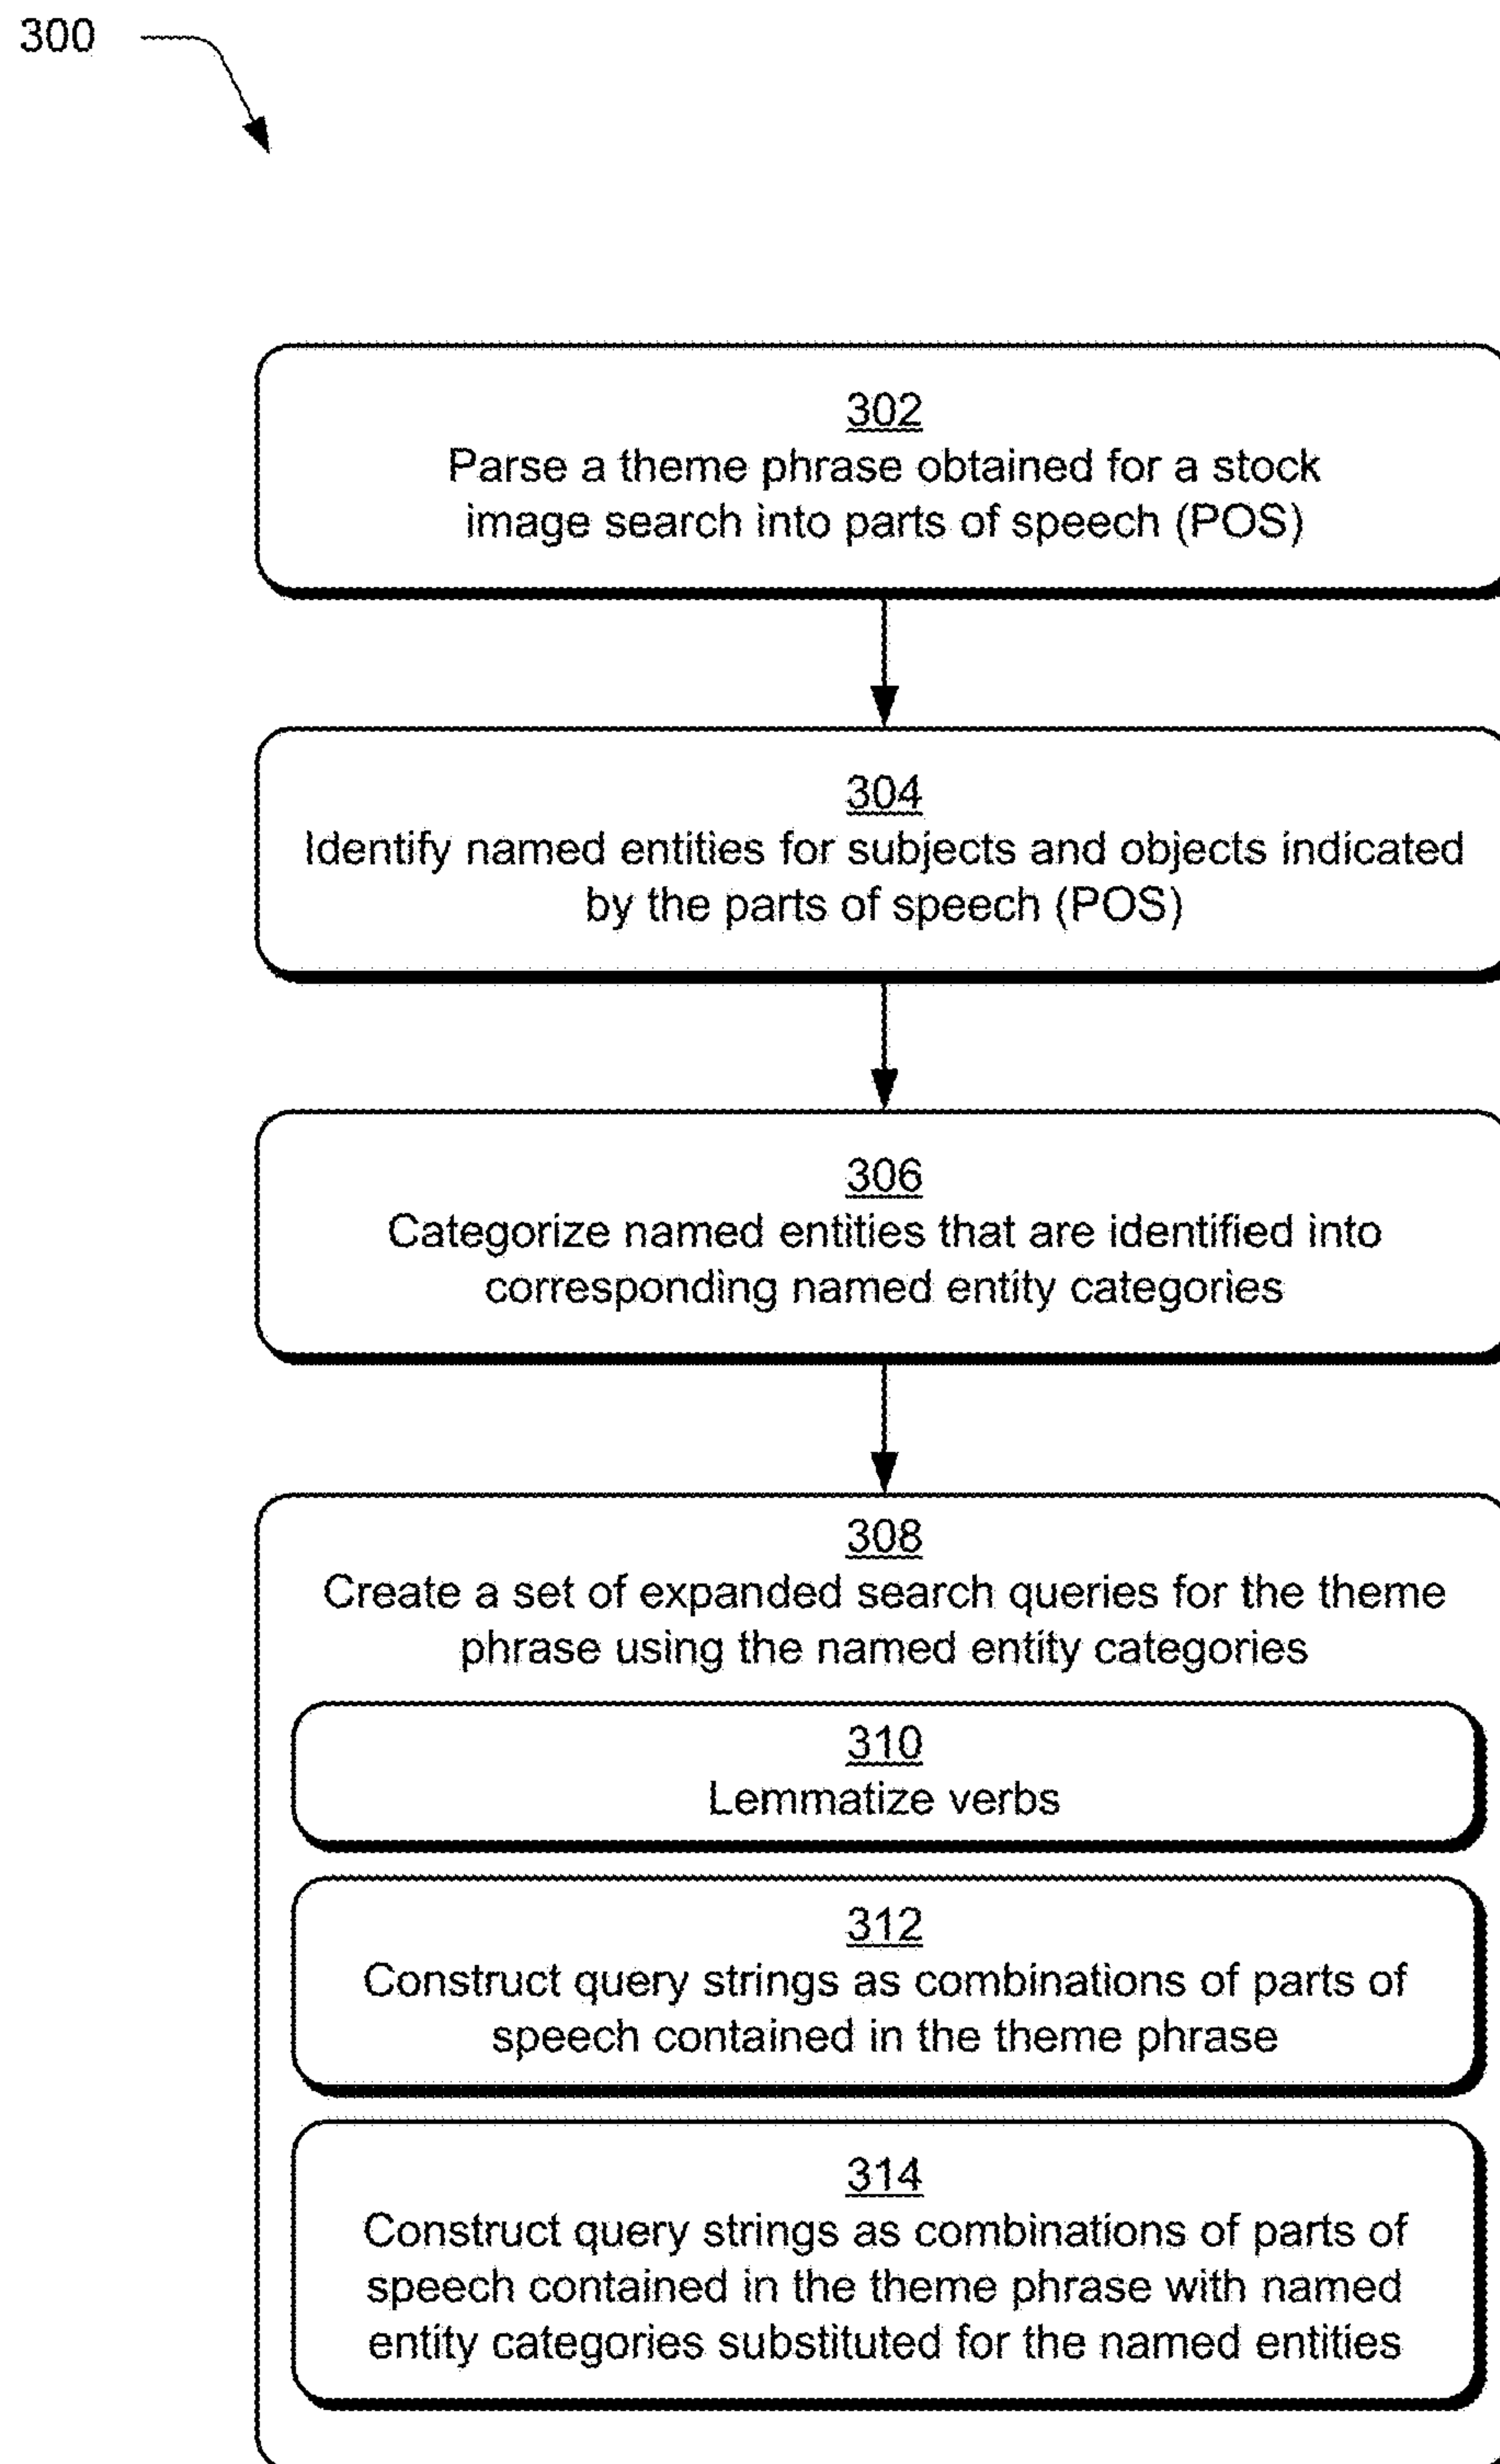 300
302
Parse a theme phrase obtained for a stock
image search into parts of speech (POS)
304
Identify named entities for subjects and objects indicated
by the parts of speech (POS)
306
Categorize named entities that are identified into
corresponding named entity categories
308
Create a set of expanded search queries for the theme
phrase using the named entity categories
310
Lemmatize verbs
312
Construct query strings as combinations of parts of
speech contained in the theme phrase
314
Construct query strings as combinations of parts of
speech contained in the theme phrase with named
entity categories substituted for the named entities